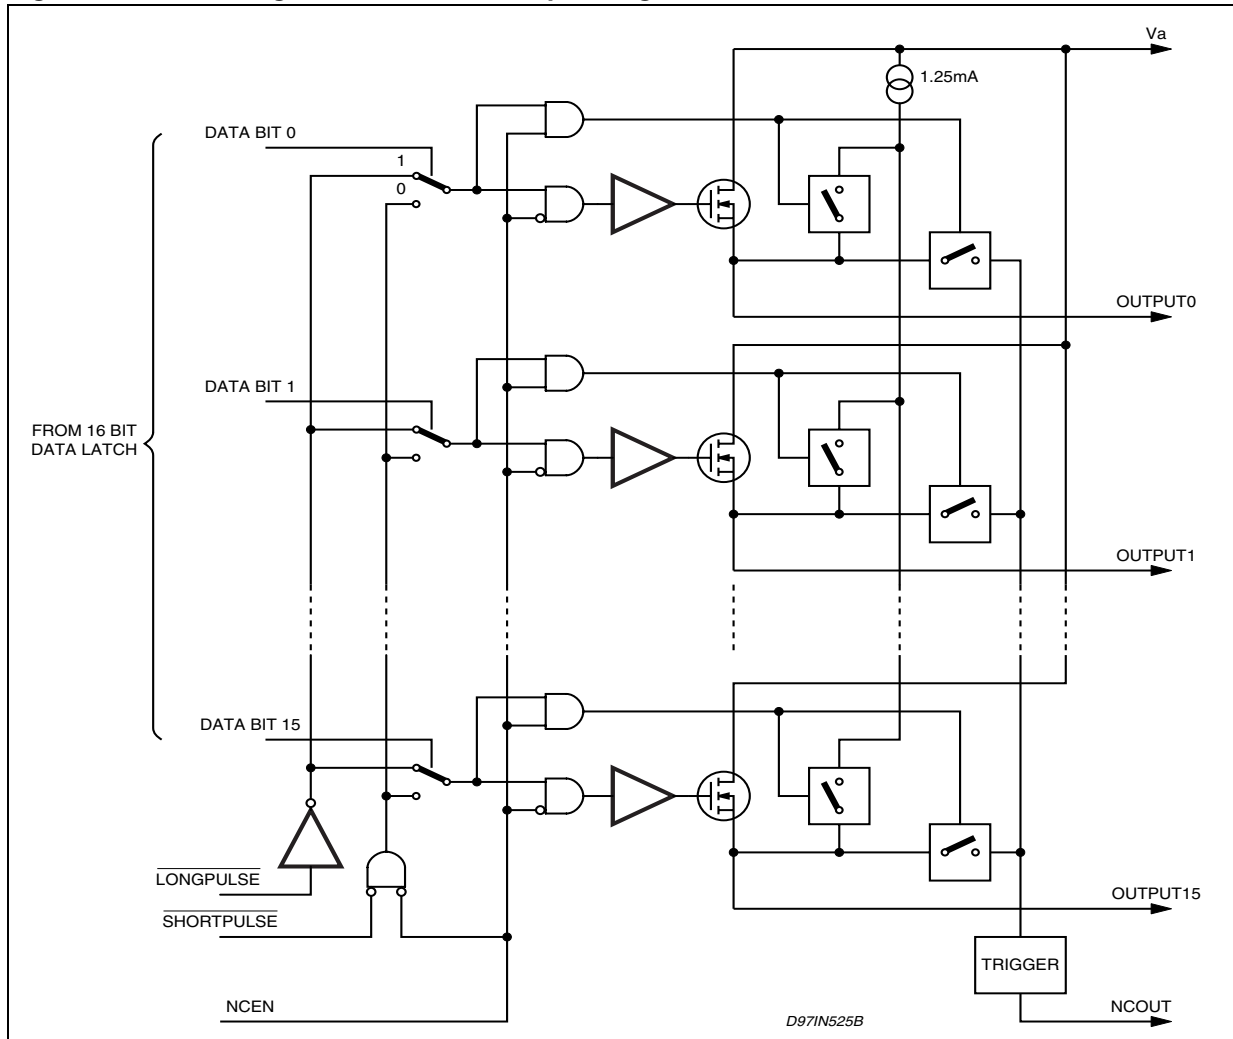 Va
1.25mA
DATA BIT 0
1
0
OUTPUT0
DATA BIT 1
FROM 16 BIT
DATA LATCH
OUTPUT1
DATA BIT 15
LONGPULSE
SHORTPULSE
OUTPUT15
TRIGGER
NCEN
D97IN525B
NCOUT